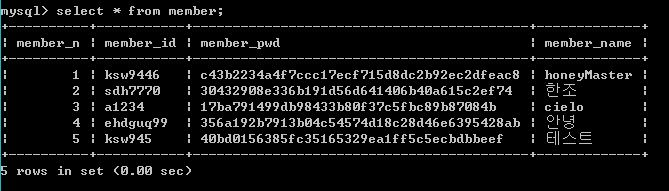 mysql> select * from member;
+----------+-----------+------------------------------------------+-------------+
| member_n | member_id | member_pwd | member_name |
+----------+-----------+------------------------------------------+-------------+
| 1 | ksw9446 | c43b2234a4f7ccc17ecf715d8dc2b92ec2dfeac8 | honeyMaster |
| 2 | sdh7770 | 30432908e336b191d56d641406b40a615c2ef74 | 한조 |
| 3 | a1234 | 17ba791499db98433b80f37c5fbc89b87084b | cielo |
| 4 | ehdguq99 | 356a192b7913b04c54574d18c28d46e6395428ab | 안녕 |
| 5 | ksw945 | 40bd0156385fc35165329ea1ff5c5ecbdbbeef | 테스트 |
+----------+-----------+------------------------------------------+-------------+
5 rows in set (0.00 sec)